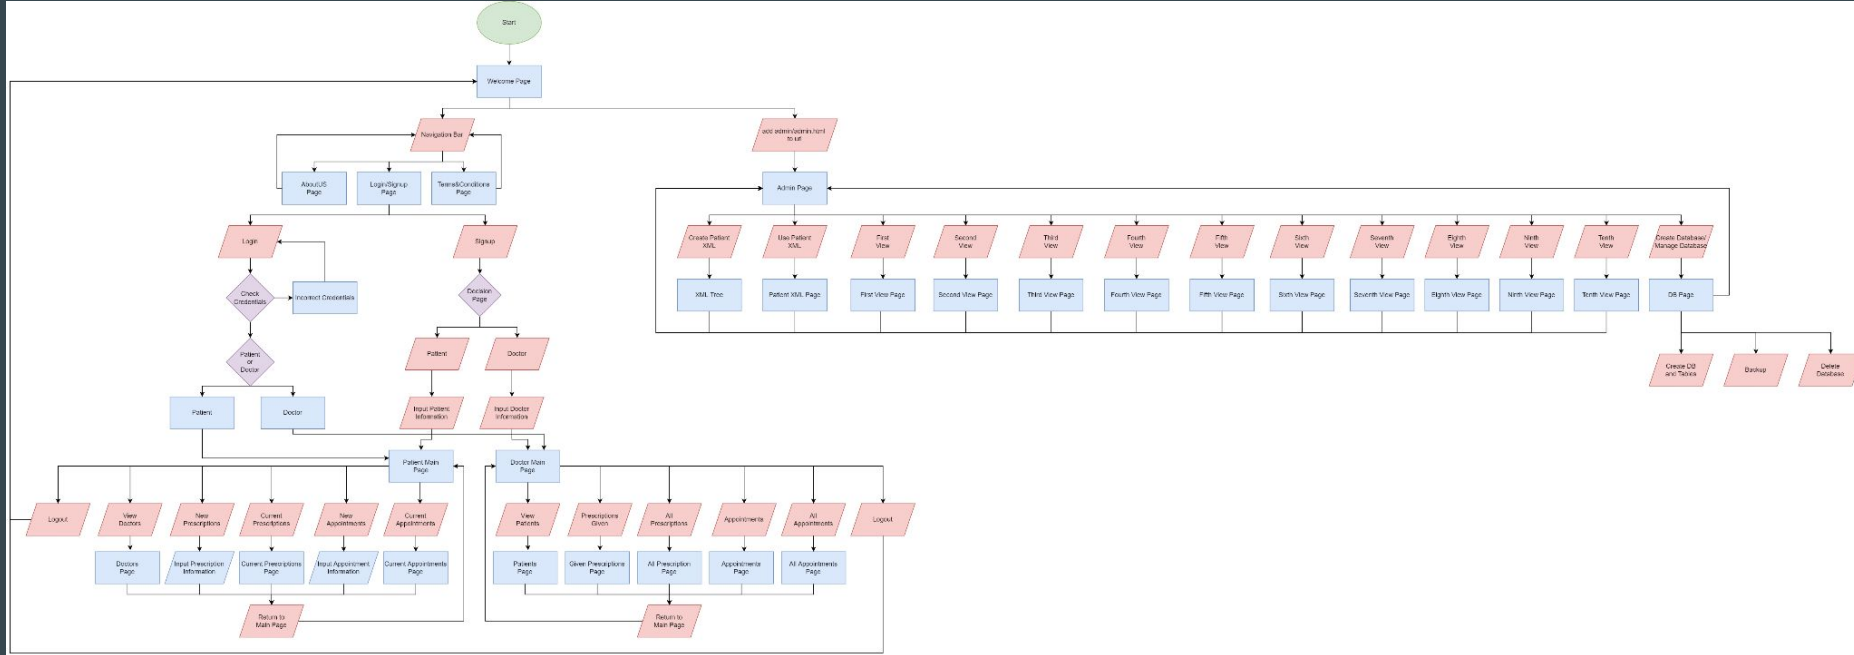 Start
Welcome Page
Navigation Bar
add admin/admin.html
to url
AboutUS
Page
Login/Signup
Page
Terms&Conditions
Page
Admin Page
Login
Signup
Create Patient
XML
Use Patient
XML
First
View
Second
View
Third
View
Fourth
View
Fifth
View
Sixth
View
Seventh
View
Eighth
View
Ninth
View
Tenth
View
Create Database/
Manage Database
Check
Credentials
Incorrect Credentials
Decision
Page
XML Tree
Patient XML Page
First View Page
Second View Page
Third View Page
Fourth View Page
Fifth View Page
Sixth View Page
Seventh View Page
Eighth View Page
Ninth View Page
Tenth View Page
DB Page
Patient
or
Doctor
Patient
Doctor
Create DB
and Tables
Backup
Delete
Database
Patient
Doctor
Input Patient
Information
Input Doctor
Information
Patient Main
Page
Doctor Main
Page
Logout
View
Doctors
New
Prescriptions
Current
Prescriptions
New
Appointments
Current
Appointments
View
Patients
Prescriptions
Given
All
Prescriptions
Appointments
All
Appointments
Logout
Doctors
Page
Input Prescription
Information
Current Prescriptions
Page
Input Appointment
Information
Current Appointments
Page
Patients
Page
Given Prescriptions
Page
All Prescription
Page
Appointments
Page
All Appointments
Page
Return to
Main Page
Return to
Main Page